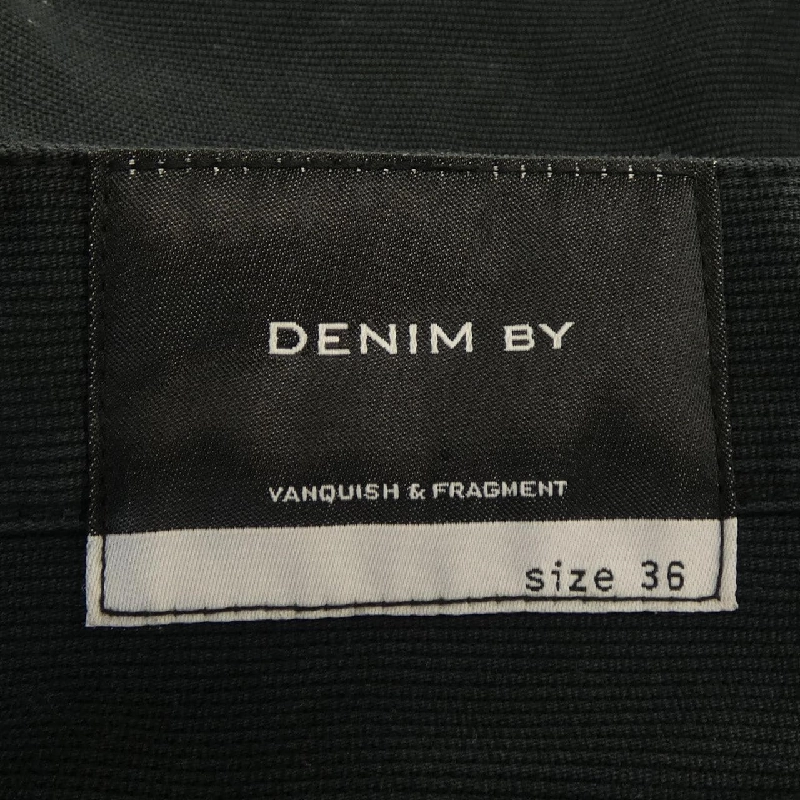 DENIM BY
VANQUISH & FRAGMENT
size 36